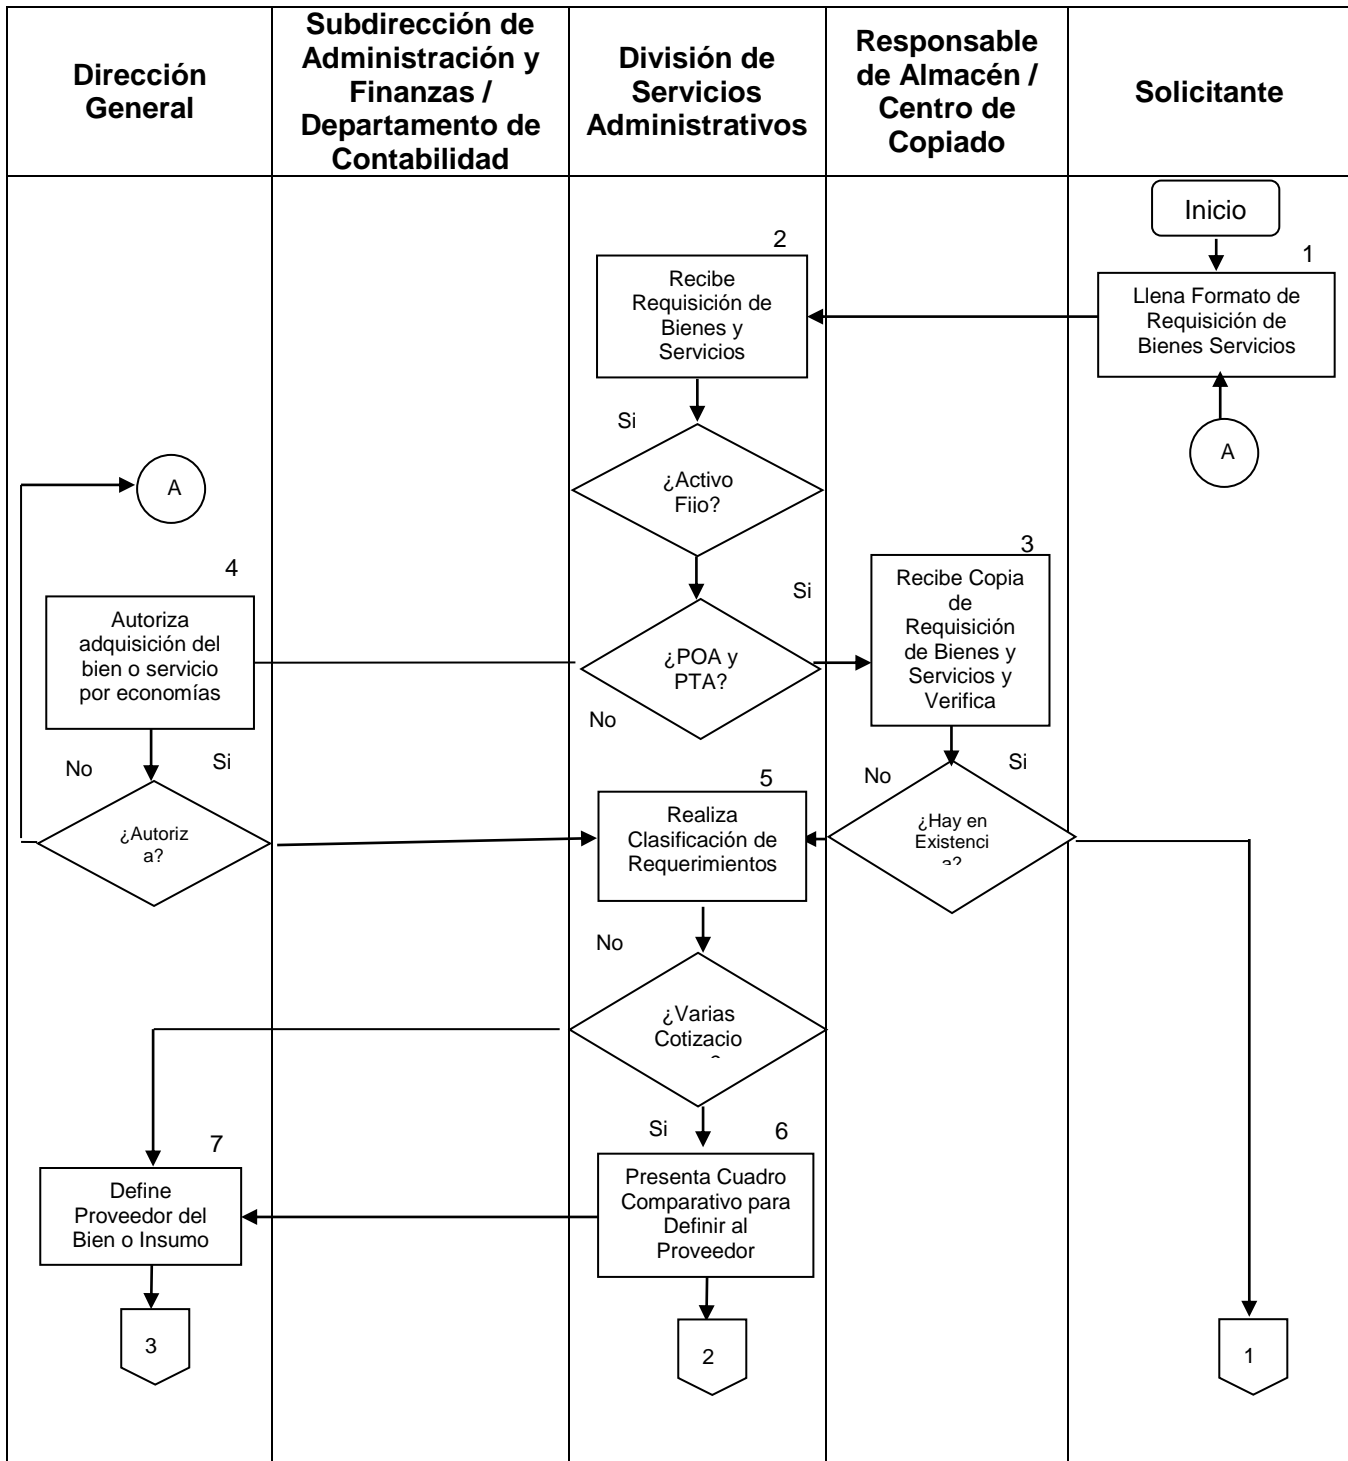 Dirección
General
Subdirección de
Administración y
Finanzas /
Departamento de
Contabilidad
División de
Servicios
Administrativos
Responsable
de Almacén /
Centro de
Copiado
Solicitante
Inicio
1
Llena Formato de
Requisición de
Bienes Servicios
A
2
Recibe
Requisición de
Bienes y
Servicios
Si
¿Activo
Fijo?
A
3
Recibe Copia
de
Requisición
de Bienes y
Servicios y
Verifica
Si
¿POA y
PTA?
No
4
Autoriza
adquisición del
bien o servicio
por economías
No
Si
¿Autoriz
a?
No
Si
¿Hay en
Existenci
a?
5
Realiza
Clasificación de
Requerimientos
No
¿Varias
Cotizacio
Si
6
Presenta Cuadro
Comparativo para
Definir al
Proveedor
7
Define
Proveedor del
Bien o Insumo
3
2
1